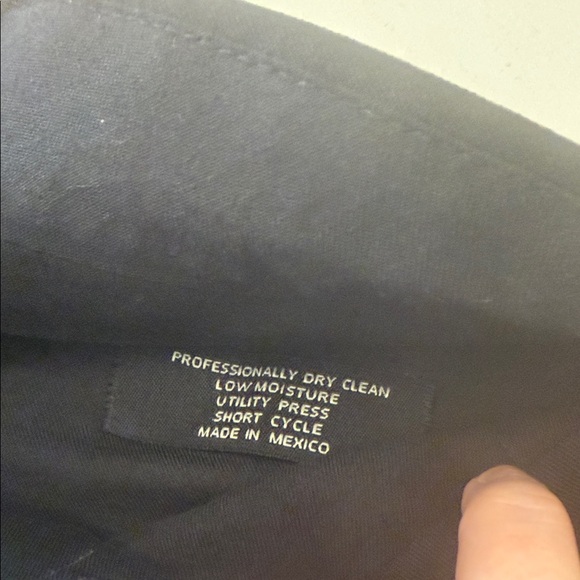 PROFESSIONALLY DRY CLEAN
LOW MOISTURE
UTILITY PRESS
SHORT CYCLE
MADE IN MEXICO